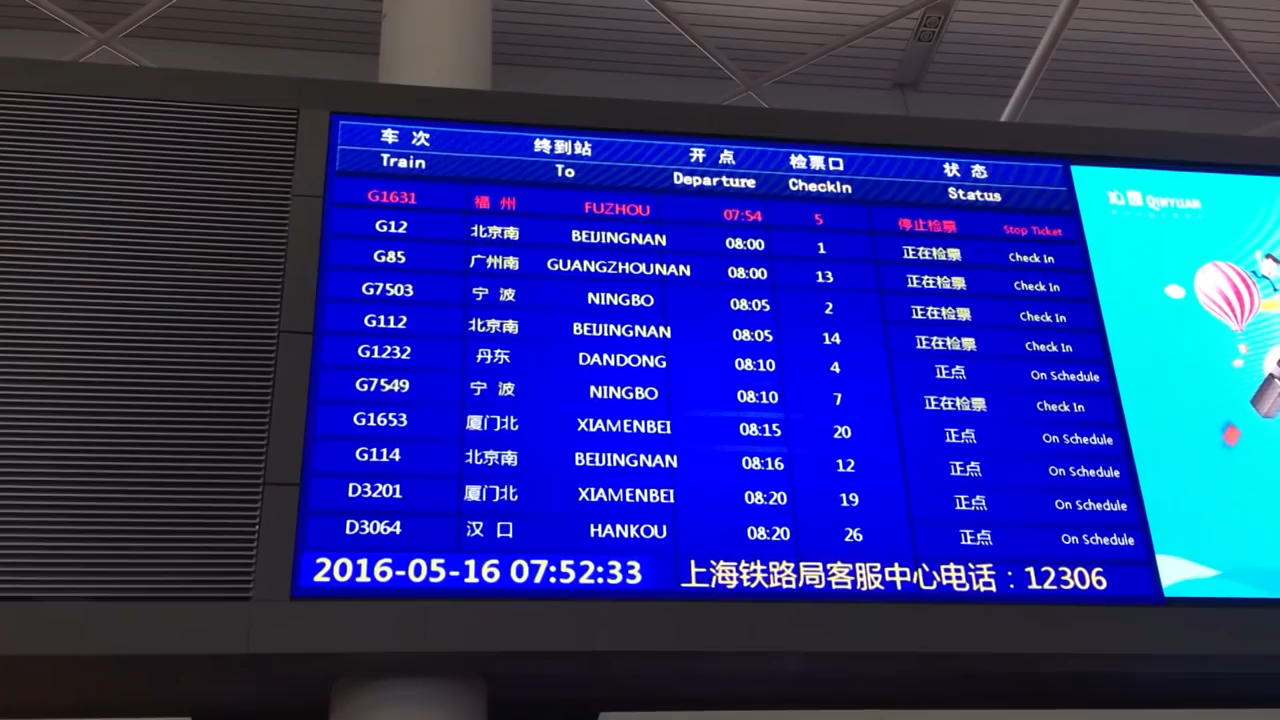 车次 终到站 开点 检票口 状态
Train To Departure CheckIn Status
G1631 福州 FUZHOU 07:54 5 停止检票 Stop Ticket
G12 北京南 BEIJINGNAN 08:00 1 正在检票 Check In
G85 广州南 GUANGZHOUNAN 08:00 13 正在检票 Check In
G7503 宁波 NINGBO 08:05 2 正在检票 Check In
G112 北京南 BEIJINGNAN 08:05 14 正在检票 Check In
G1232 丹东 DANDONG 08:10 4 正点 On Schedule
G7549 宁波 NINGBO 08:10 7 正在检票 Check In
G1653 厦门北 XIAMENBEI 08:15 20 正点 On Schedule
G114 北京南 BEIJINGNAN 08:16 12 正点 On Schedule
D3201 厦门北 XIAMENBEI 08:20 19 正点 On Schedule
D3064 汉口 HANKOU 08:20 26 正点 On Schedule
2016-05-16 07:52:33 上海铁路局客服中心电话：12306
QINYUAN